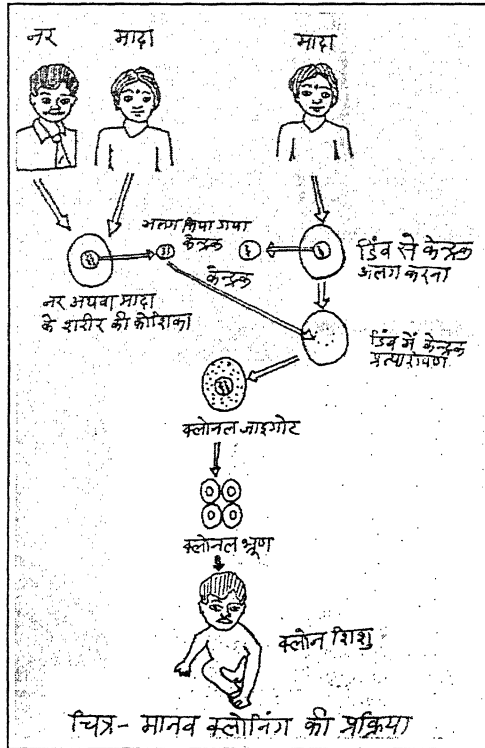 नर
मादा
मादा
अलग किया गया
केन्द्रक
केन्द्रक
डिंब से केन्द्रक
अलग करना
नर अथवा मादा
के शरीर की कोशिका
डिंब में केन्द्रक
प्रत्यारोपण
क्लोनल जाइगोट
क्लोनल भ्रूण
क्लोन शिशु
चित्र- मानव क्लोनिंग की प्रक्रिया